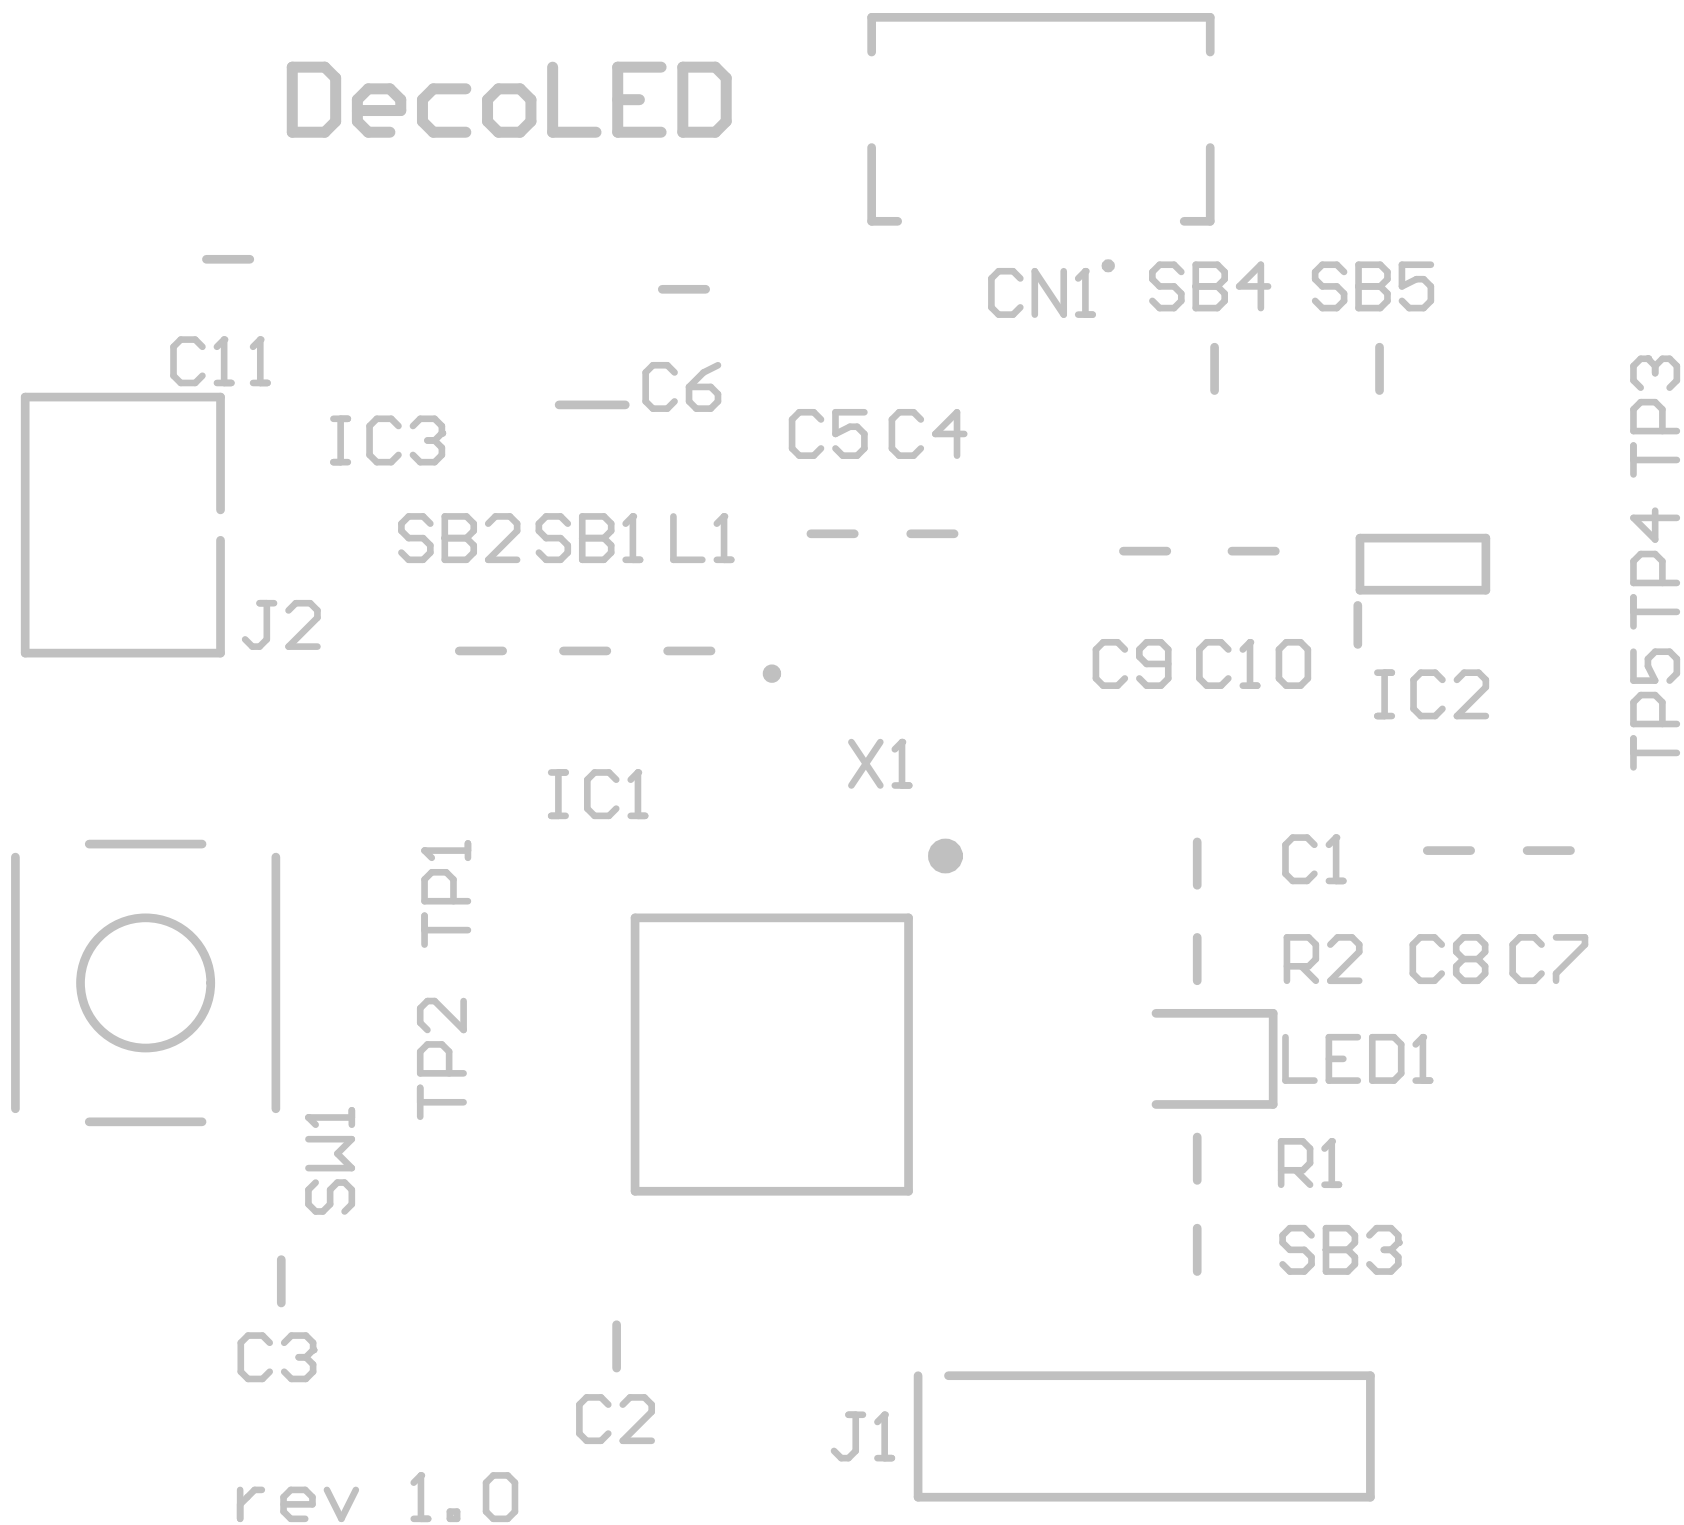 DecoLED
CN1
SB4
SB5
C11
C6
TP3
IC3
C5
C4
SB2
SB1
L1
TP4
J2
C9
C10
IC2
TP5
X1
IC1
TP1
C1
R2
C8
C7
TP2
LED1
SW1
R1
SB3
C3
C2
J1
rev 1.0